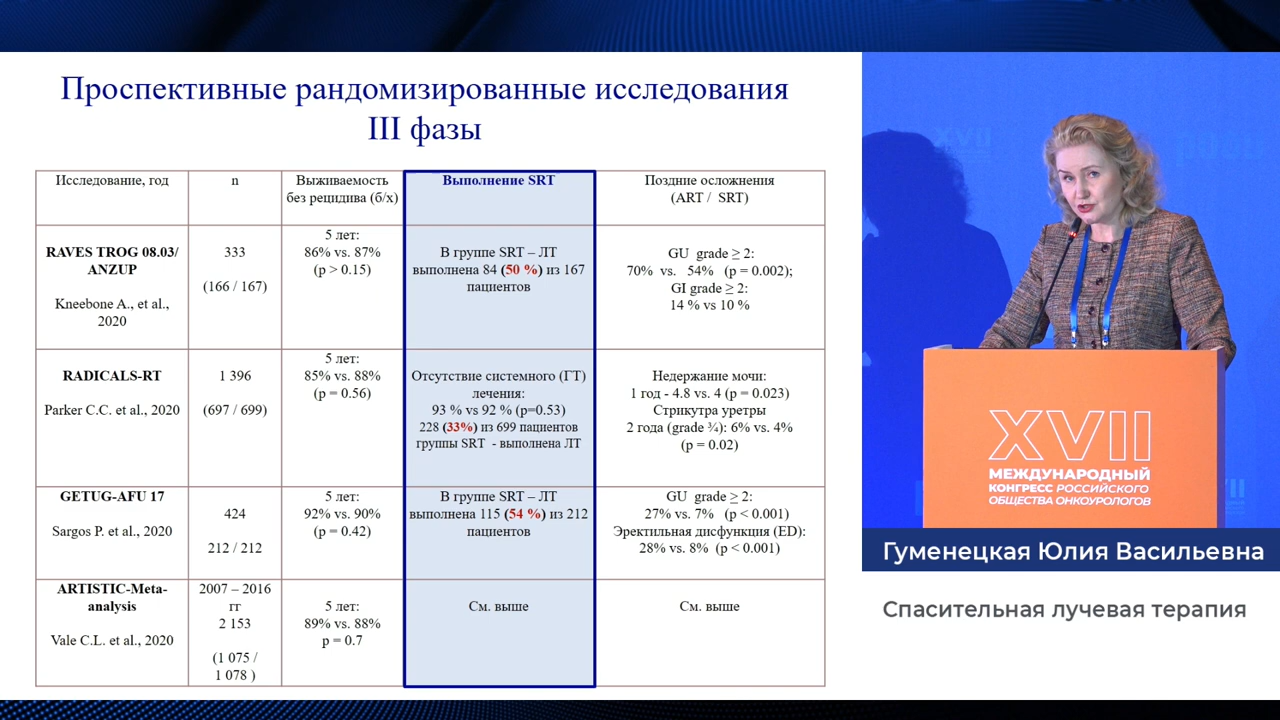 Проспективные рандомизированные исследования
III фазы
Исследование, год
n
Выживаемость
без рецидива (б/х)
Выполнение SRT
Поздние осложнения
(ART / SRT)
RAVES TROG 08.03/
ANZUP
Kneebone A., et al.,
2020
333
(166 / 167)
5 лет:
86% vs. 87%
(p > 0.15)
В группе SRT – ЛТ
выполнена 84 (50 %) из 167
пациентов
GU grade ≥ 2:
70% vs. 54% (p = 0.002);
GI grade ≥ 2:
14 % vs 10 %
RADICALS-RT
Parker C.C. et al., 2020
1 396
(697 / 699)
5 лет:
85% vs. 88%
(p = 0.56)
Отсутствие системного (ГТ)
лечения:
93 % vs 92 % (p=0.53)
228 (33%) из 699 пациентов
группы SRT - выполнена ЛТ
Недержание мочи:
1 год - 4.8 vs. 4 (p = 0.023)
Стрикутра уретры
2 года (grade ¾): 6% vs. 4%
(p = 0.02)
GETUG-AFU 17
Sargos P. et al., 2020
424
212 / 212
5 лет:
92% vs. 90%
(p = 0.42)
В группе SRT – ЛТ
выполнена 115 (54 %) из 212
пациентов
GU grade ≥ 2:
27% vs. 7% (p < 0.001)
Эректильная дисфункция (ED):
28% vs. 8% (p < 0.001)
ARTISTIC-Meta-
analysis
Vale C.L. et al., 2020
2007 – 2016
гг
2 153
(1 075 /
1 078 )
5 лет:
89% vs. 88%
p = 0.7
См. выше
См. выше
XVII
МЕЖДУНАРОДНЫЙ
КОНГРЕСС РОССИЙСКОГО
ОБЩЕСТВА ОНКОУРОЛОГОВ
Гуменецкая Юлия Васильевна
Спасительная лучевая терапия